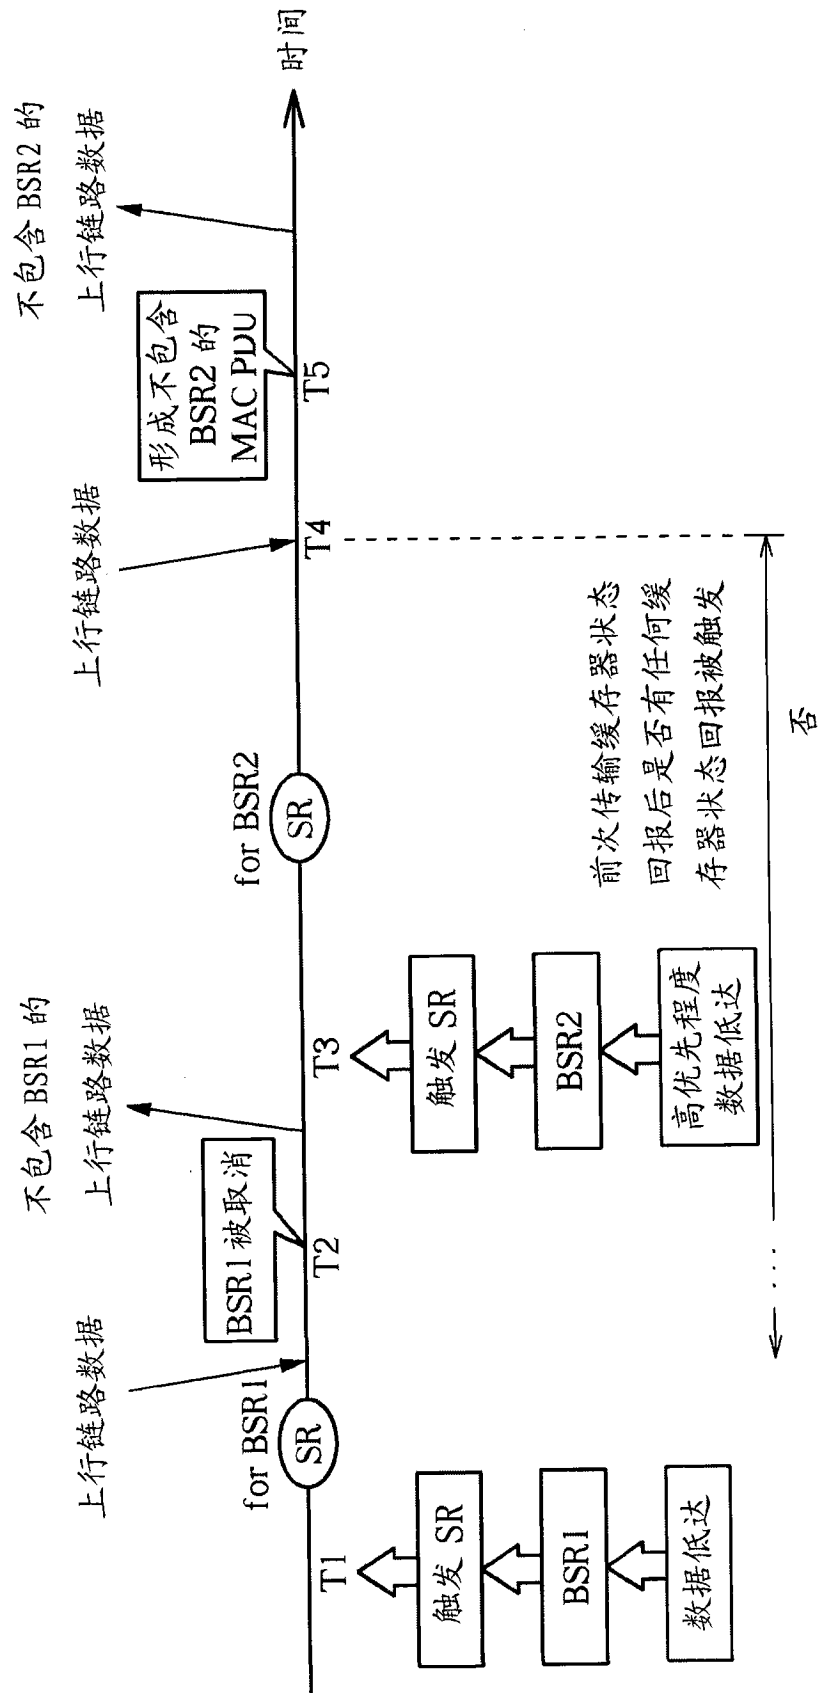 上行链路数据
不包含 BSR1 的
上行链路数据
上行链路数据
不包含 BSR2 的
上行链路数据
for BSR1
SR
BSR1 被取消
for BSR2
SR
形成不包含
BSR2 的
MAC PDU
时间
T1
T2
T3
T4
T5
触发 SR
BSR1
数据低达
触发 SR
BSR2
高优先程度
数据低达
前次传输缓存器状态
回报后是否有任何缓
存器状态回报被触发
...
否